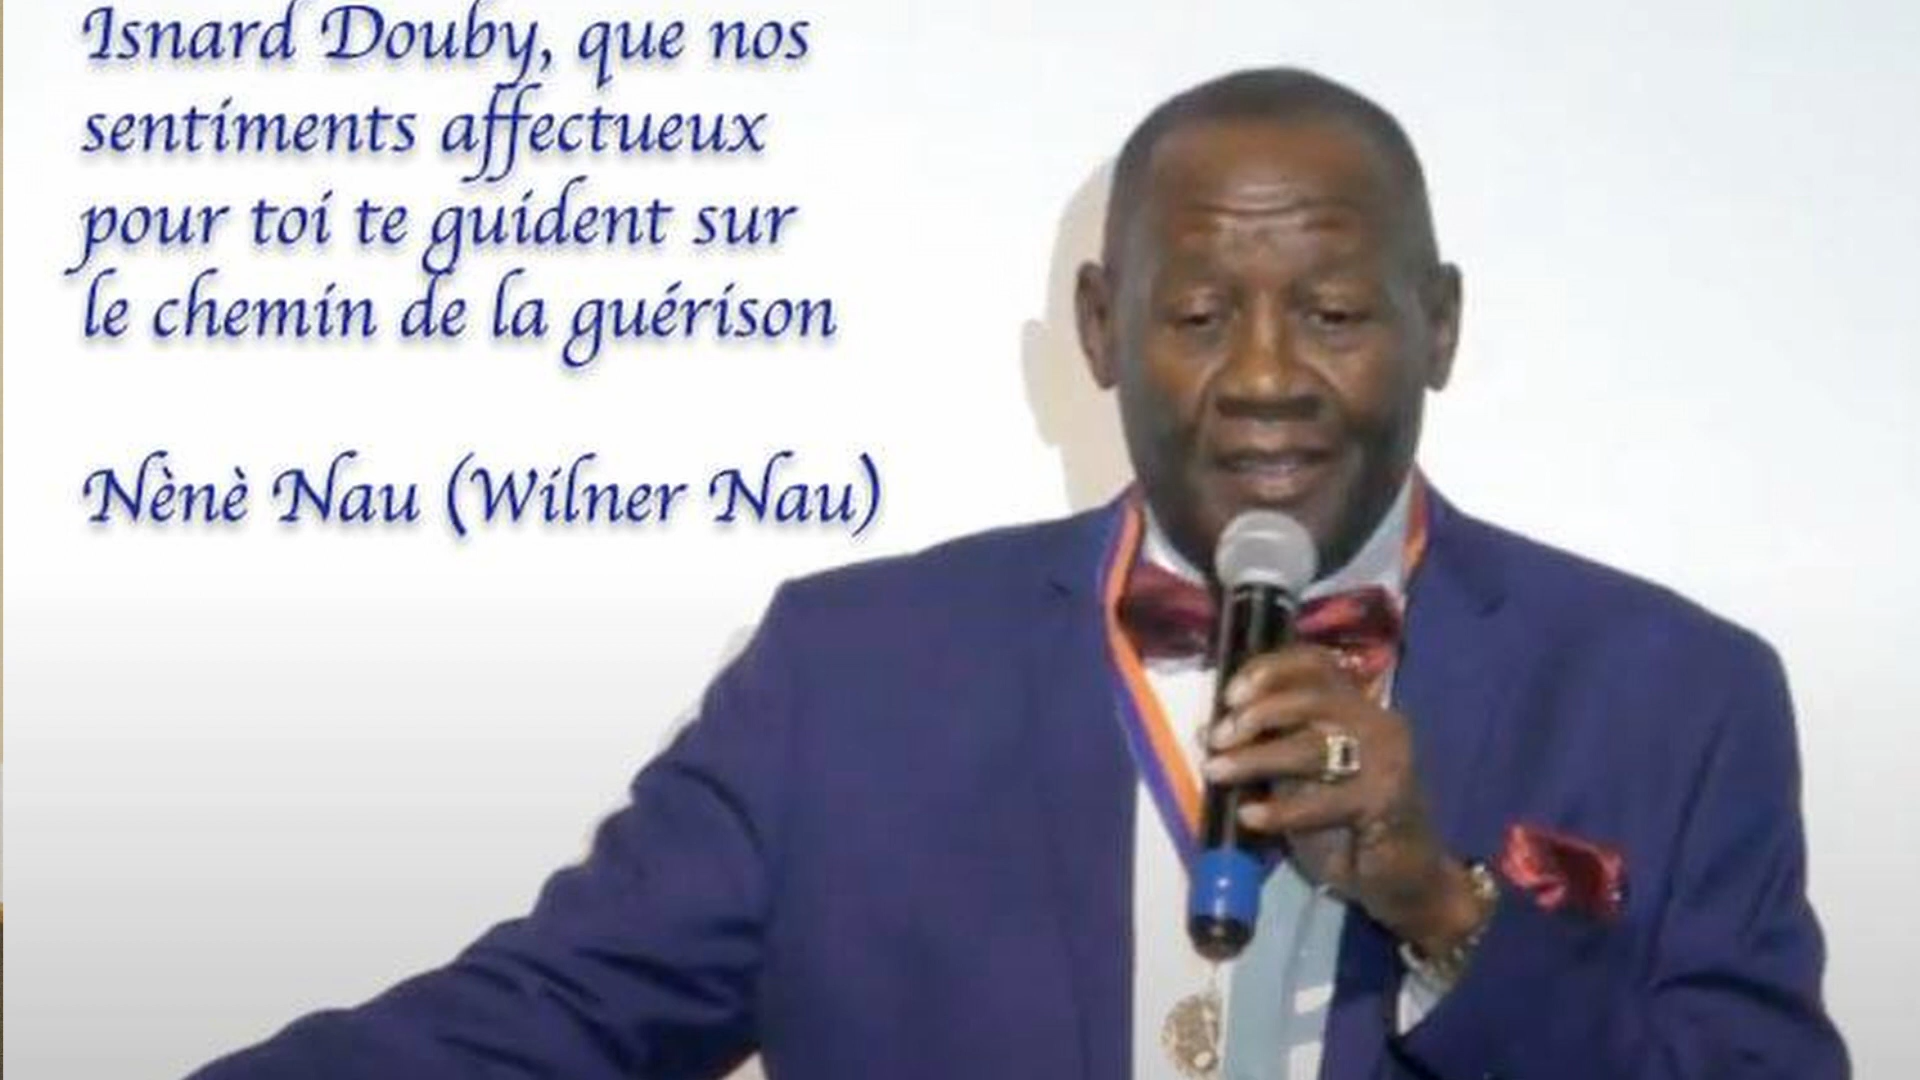 Isnard Douby, que nos
sentiments affectueux
pour toi te guident sur
le chemin de la guérison
Nènè Nau (Wilner Nau)